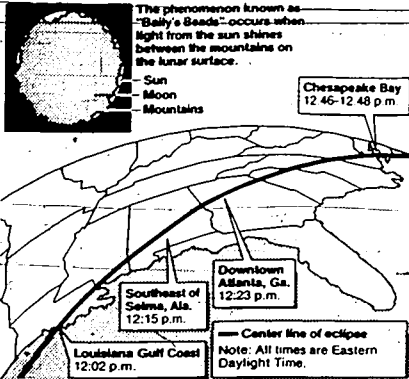 The phenomenon known as
"Baily's Beads" occurs when
light from the sun shines
between the mountains on
the lunar surface.
Sun
Moon
Mountains
Chesapeake Bay
12:46-12:48 p.m.
Downtown
Atlanta, Ga.
12:23 p.m.
Southeast of
Selma, Ala.
12:15 p.m.
Louisiana Gulf Coast
12:02 p.m.
Center line of eclipse
Note: All times are Eastern
Daylight Time.